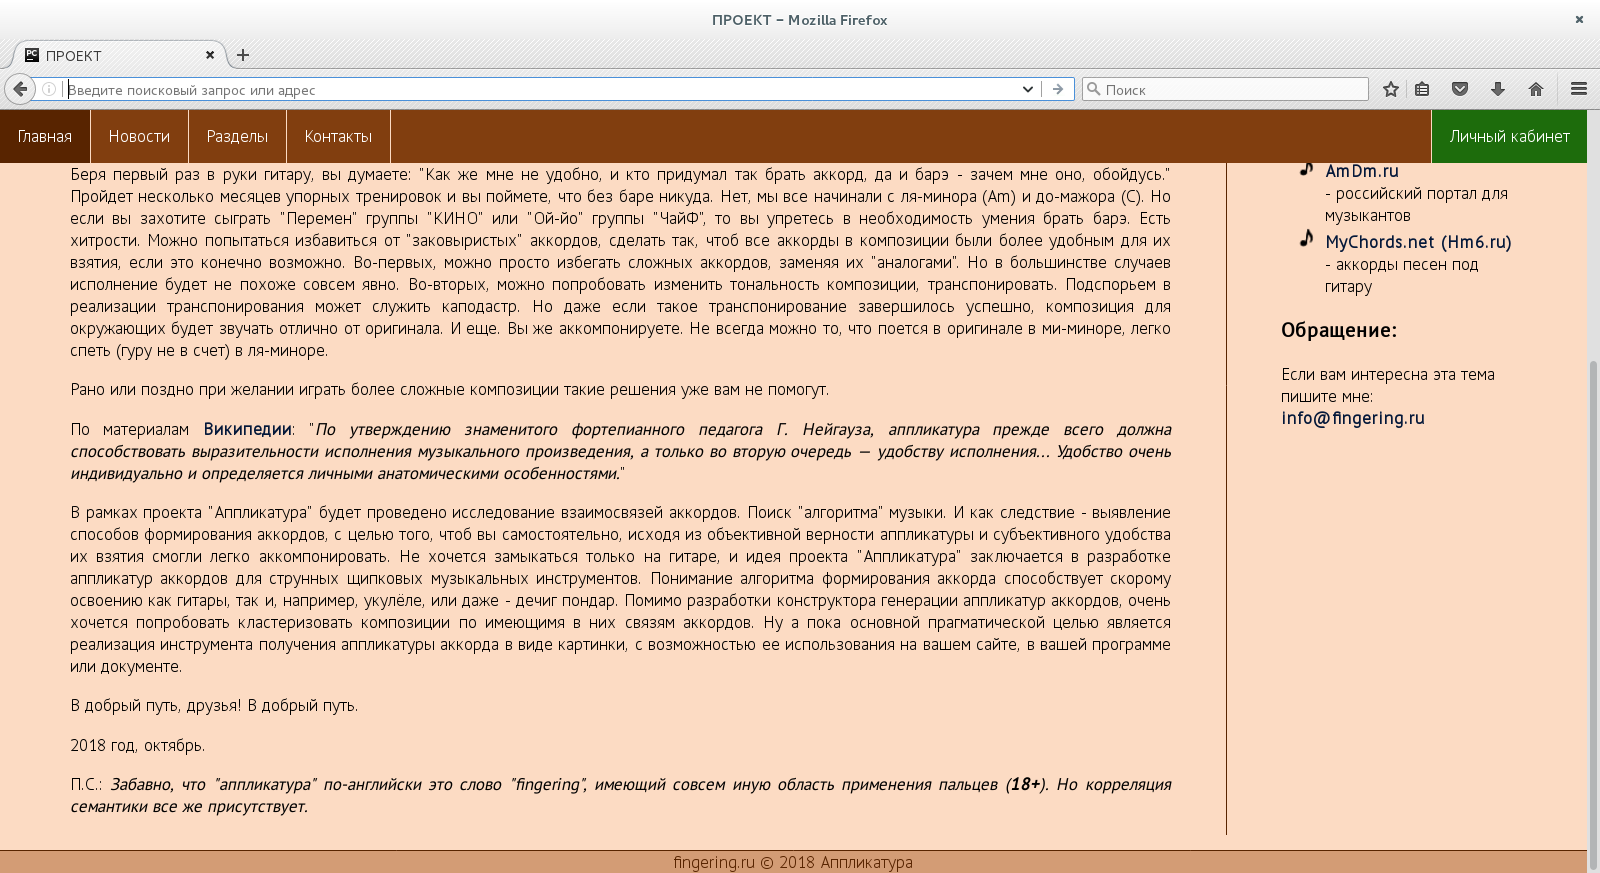 ПРОЕКТ – Mozilla Firefox
ПРОЕКТ
Введите поисковый запрос или адрес
Поиск
Главная
Новости
Разделы
Контакты
Личный кабинет
Беря первый раз в руки гитару, вы думаете: "Как же мне не удобно, и кто придумал так брать аккорд, да и барэ - зачем мне оно, обойдусь."
Пройдет несколько месяцев упорных тренировок и вы поймете, что без баре никуда. Нет, мы все начинали с ля-минора (Am) и до-мажора (C). Но
если вы захотите сыграть "Перемен" группы "КИНО" или "Ой-йо" группы "ЧайФ", то вы упретесь в необходимость умения брать барэ. Есть
хитрости. Можно попытаться избавиться от "заковыристых" аккордов, сделать так, чтоб все аккорды в композиции были более удобным для их
взятия, если это конечно возможно. Во-первых, можно просто избегать сложных аккордов, заменяя их "аналогами". Но в большинстве случаев
исполнение будет не похоже совсем явно. Во-вторых, можно попробовать изменить тональность композиции, транспонировать. Подспорьем в
реализации транспонирования может служить каподастр. Но даже если такое транспонирование завершилось успешно, композиция для
окружающих будет звучать отлично от оригинала. И еще. Вы же аккомпонируете. Не всегда можно то, что поется в оригинале в ми-миноре, легко
спеть (гуру не в счет) в ля-миноре.
Рано или поздно при желании играть более сложные композиции такие решения уже вам не помогут.
По материалам Википедии: "По утверждению знаменитого фортепианного педагога Г. Нейгауза, аппликатура прежде всего должна
способствовать выразительности исполнения музыкального произведения, а только во вторую очередь — удобству исполнения... Удобство очень
индивидуально и определяется личными анатомическими особенностями."
В рамках проекта "Аппликатура" будет проведено исследование взаимосвязей аккордов. Поиск "алгоритма" музыки. И как следствие - выявление
способов формирования аккордов, с целью того, чтоб вы самостоятельно, исходя из объективной верности аппликатуры и субъективного удобства
их взятия смогли легко аккомпонировать. Не хочется замыкаться только на гитаре, и идея проекта "Аппликатура" заключается в разработке
аппликатур аккордов для струнных щипковых музыкальных инструментов. Понимание алгоритма формирования аккорда способствует скорому
освоению как гитары, так и, например, укулёле, или даже - дечиг пондар. Помимо разработки конструктора генерации аппликатур аккордов, очень
хочется попробовать кластеризовать композиции по имеющимя в них связям аккордов. Ну а пока основной прагматической целью является
реализация инструмента получения аппликатуры аккорда в виде картинки, с возможностью ее использования на вашем сайте, в вашей программе
или документе.
В добрый путь, друзья! В добрый путь.
2018 год, октябрь.
П.С.: Забавно, что "аппликатура" по-английски это слово "fingering", имеющий совсем иную область применения пальцев (18+). Но корреляция
семантики все же присутствует.
AmDm.ru
- российский портал для
музыкантов
MyChords.net (Hm6.ru)
- аккорды песен под
гитару
Обращение:
Если вам интересна эта тема
пишите мне:
info@fingering.ru
fingering.ru © 2018 Аппликатура